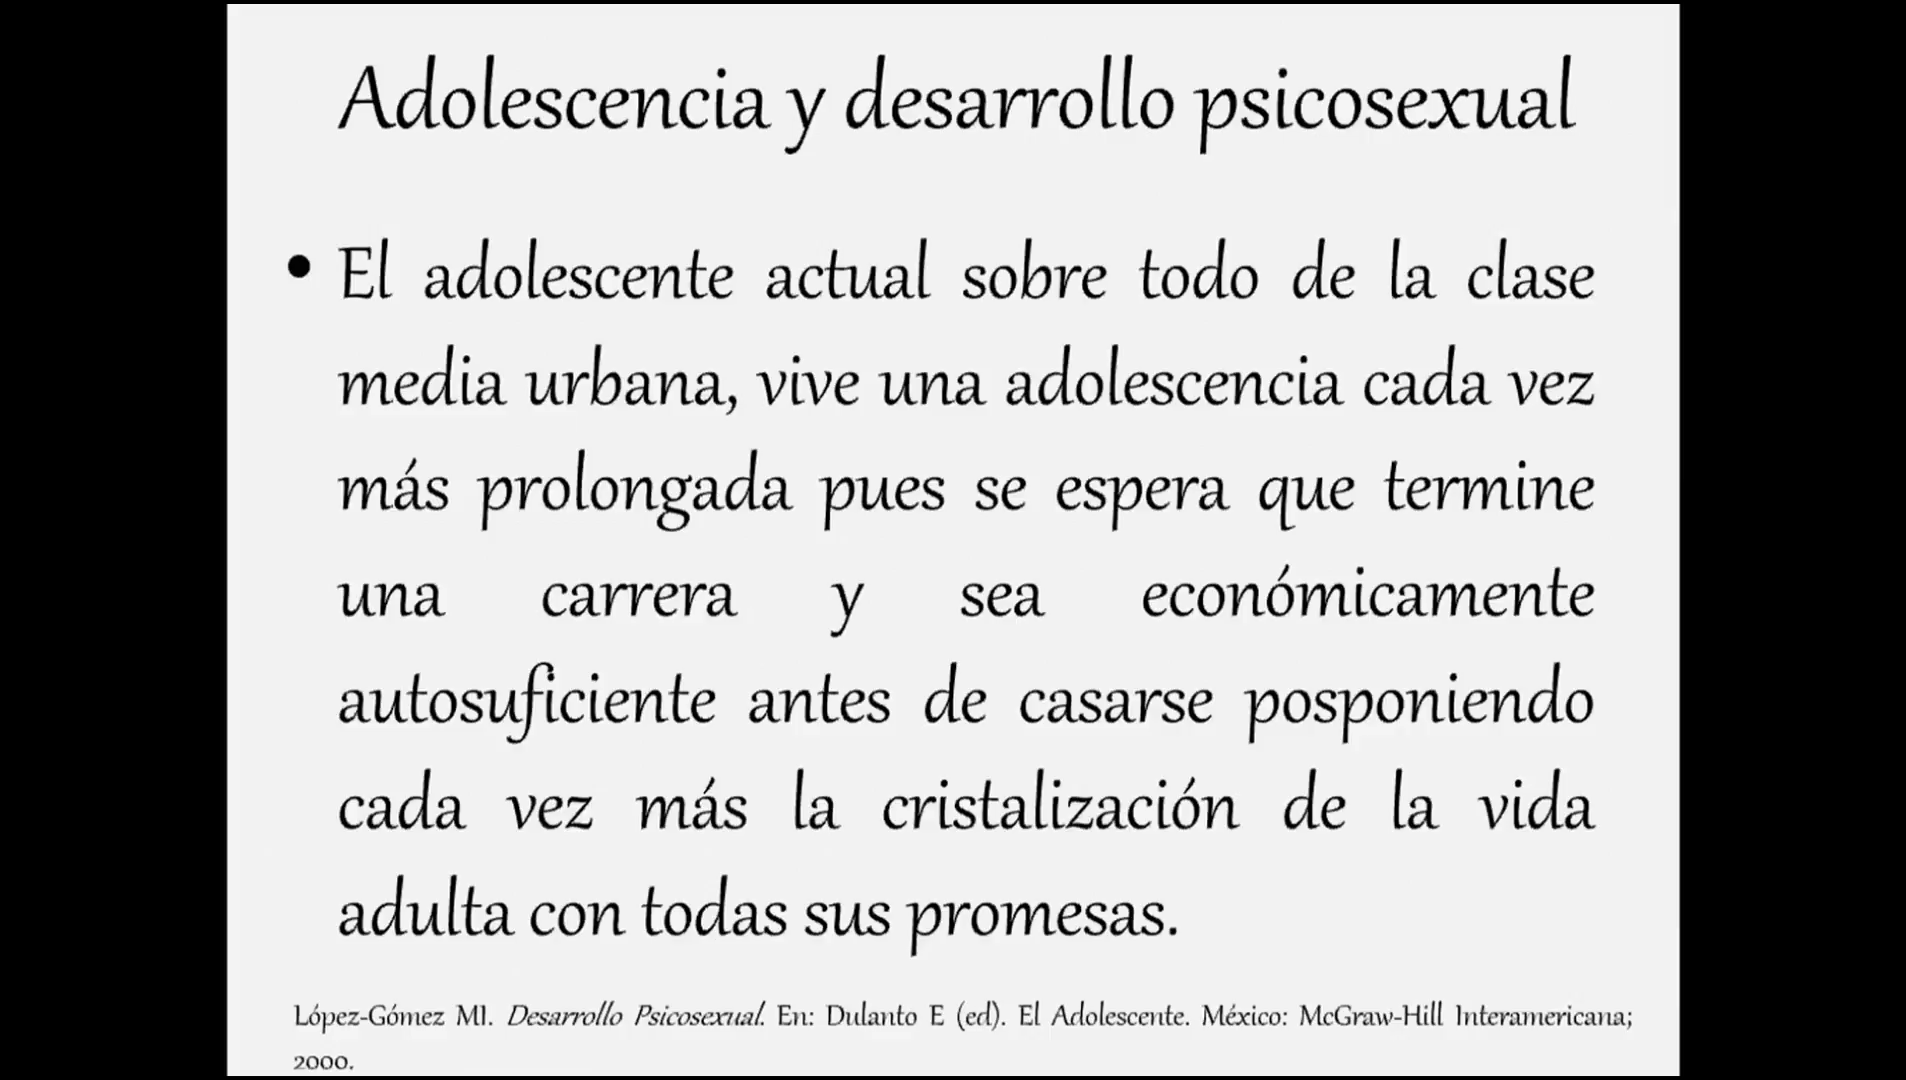 Adolescencia y desarrollo psicosexual
• El adolescente actual sobre todo de la clase
media urbana, vive una adolescencia cada vez
más prolongada pues se espera que termine
una carrera y sea económicamente
autosuficiente antes de casarse posponiendo
cada vez más la cristalización de la vida
adulta con todas sus promesas.
López-Gómez MI. Desarrollo Psicosexual. En: Dulanto E (ed). El Adolescente. México: McGraw-Hill Interamericana;
2000.